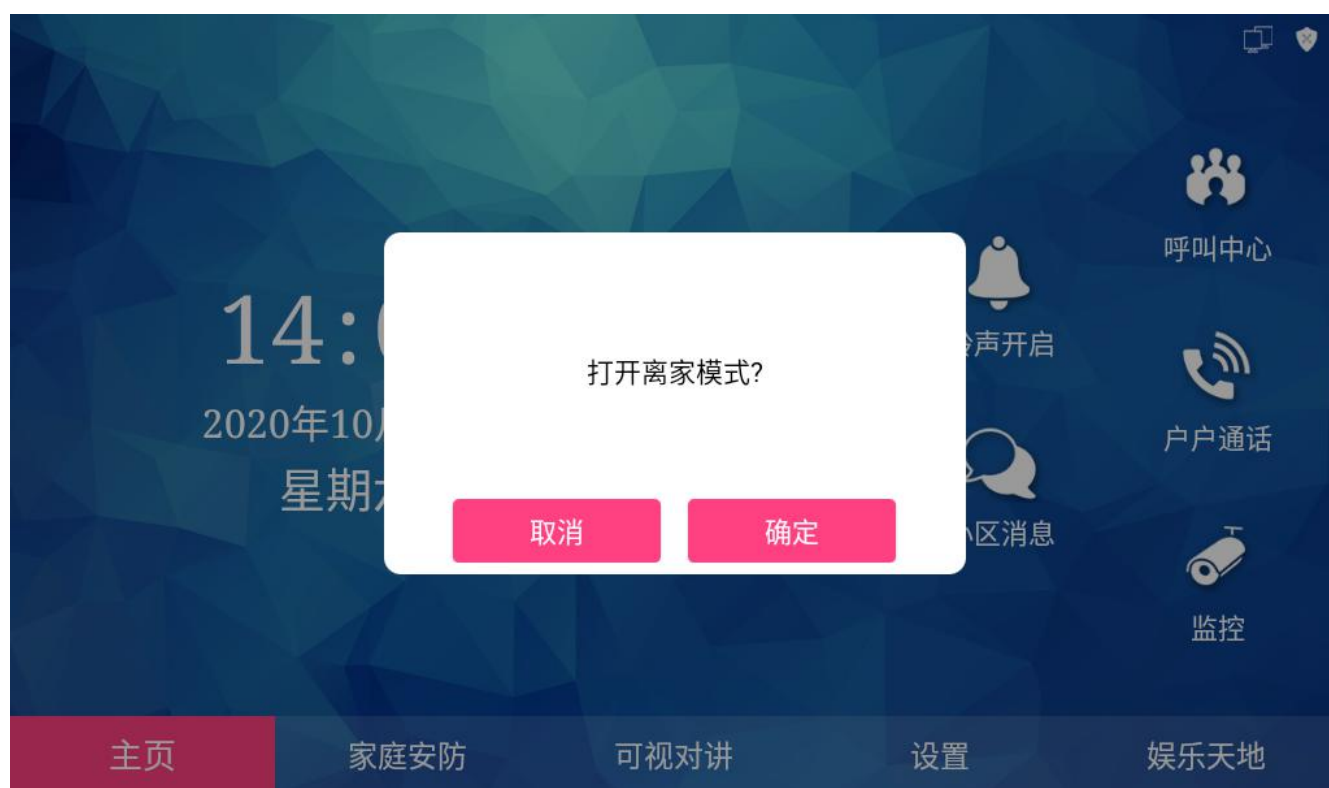 呼叫中心
14:
声开启
打开离家模式?
2020年10
户户通话
星期
取消
确定
区消息
监控
主页
家庭安防
可视对讲
设置
娱乐天地